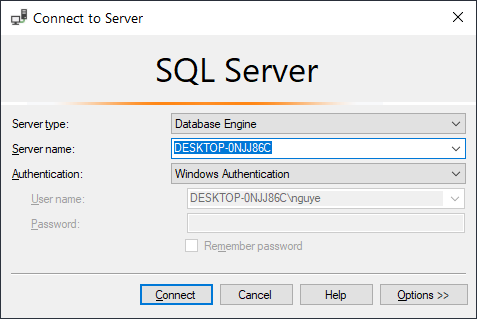 Connect to Server
SQL Server
Server type: Database Engine
Server name: DESKTOP-0NJJ86C
Authentication: Windows Authentication
User name: DESKTOP-0NJJ86C\nguye
Password:
Remember password
Connect Cancel Help Options >>